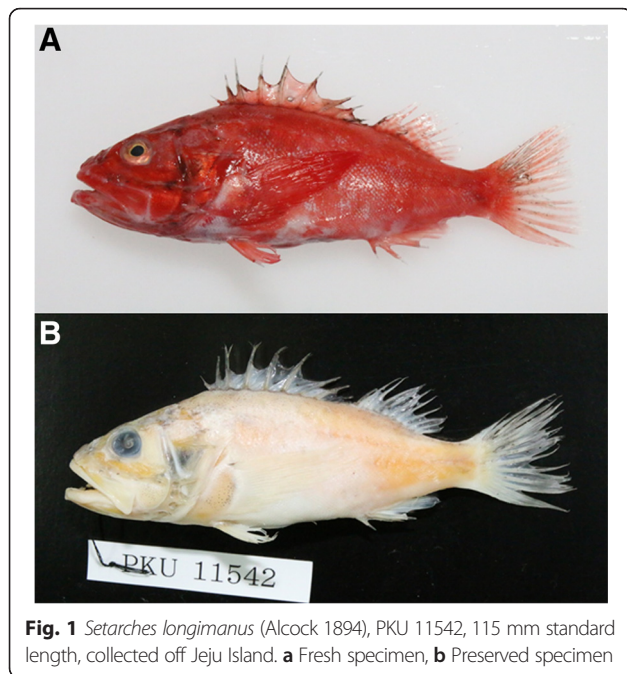 A
B
PKU 11542
Fig. 1 Setarches longimanus (Alcock 1894), PKU 11542, 115 mm standard
length, collected off Jeju Island. a Fresh specimen, b Preserved specimen